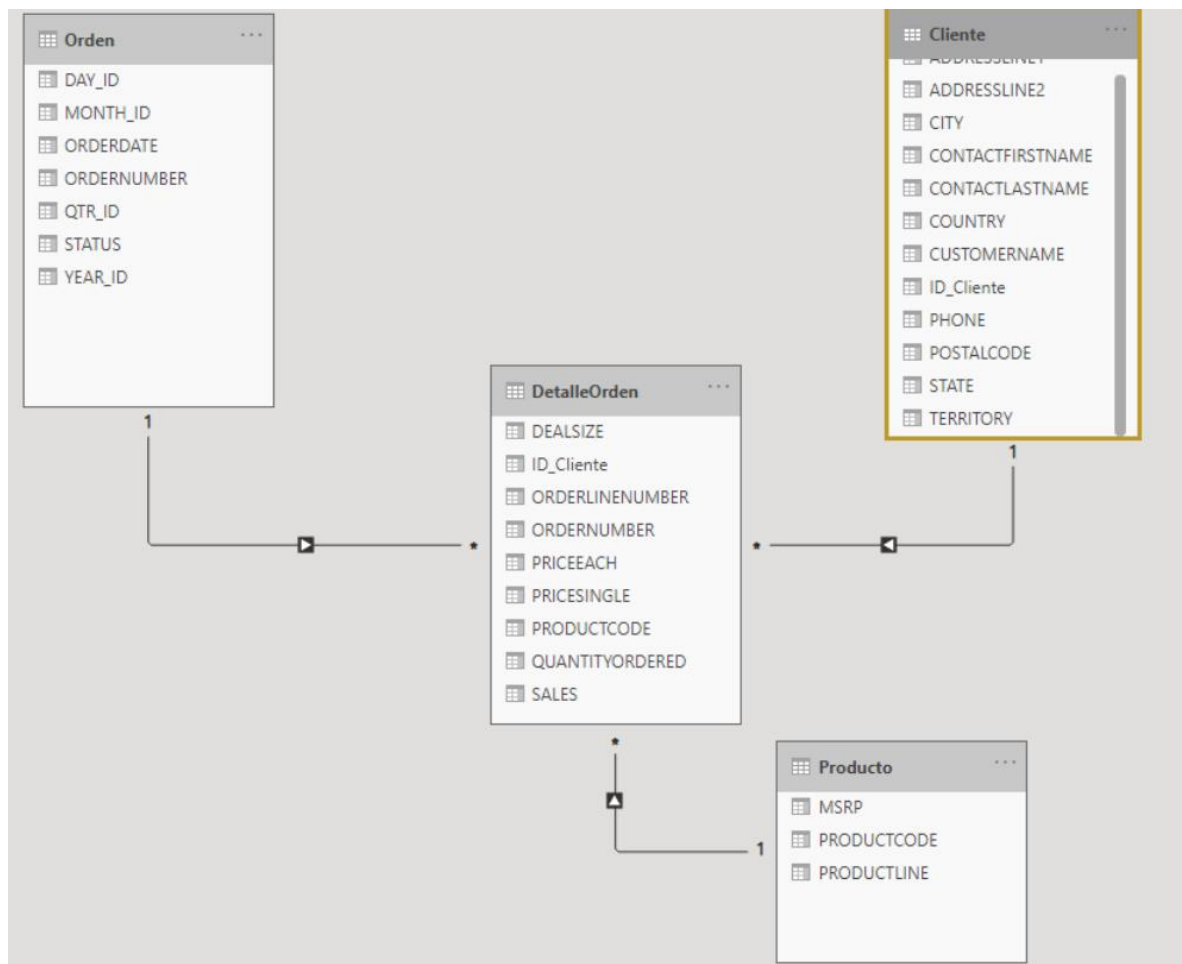 Orden
DAY_ID
MONTH_ID
ORDERDATE
ORDERNUMBER
QTR_ID
STATUS
YEAR_ID
1
Cliente
ADDRESSLINE1
ADDRESSLINE2
CITY
CONTACTFIRSTNAME
CONTACTLASTNAME
COUNTRY
CUSTOMERNAME
ID_Cliente
PHONE
POSTALCODE
STATE
TERRITORY
1
DetalleOrden
DEALSIZE
ID_Cliente
ORDERLINENUMBER
ORDERNUMBER
PRICEEACH
PRICESINGLE
PRODUCTCODE
QUANTITYORDERED
SALES
*
*
*
Producto
MSRP
PRODUCTCODE
PRODUCTLINE
1